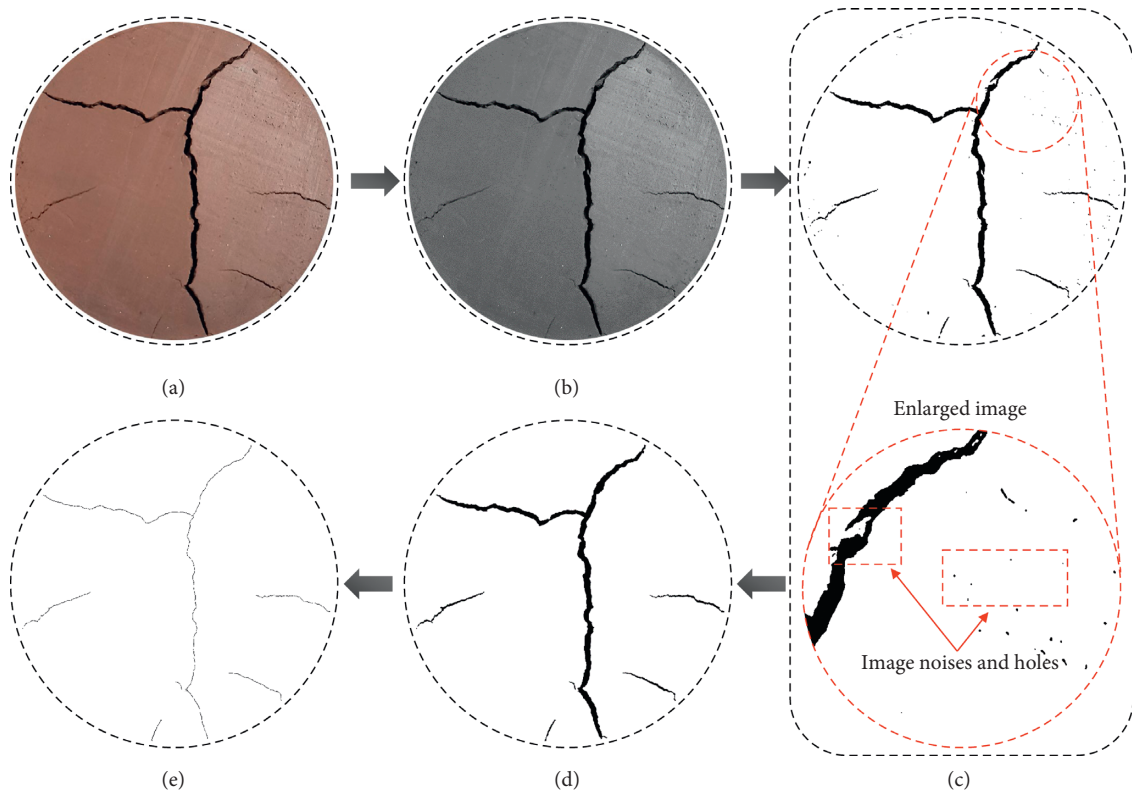 (a)
(b)
Enlarged image
Image noises and holes
(e)
(d)
(c)